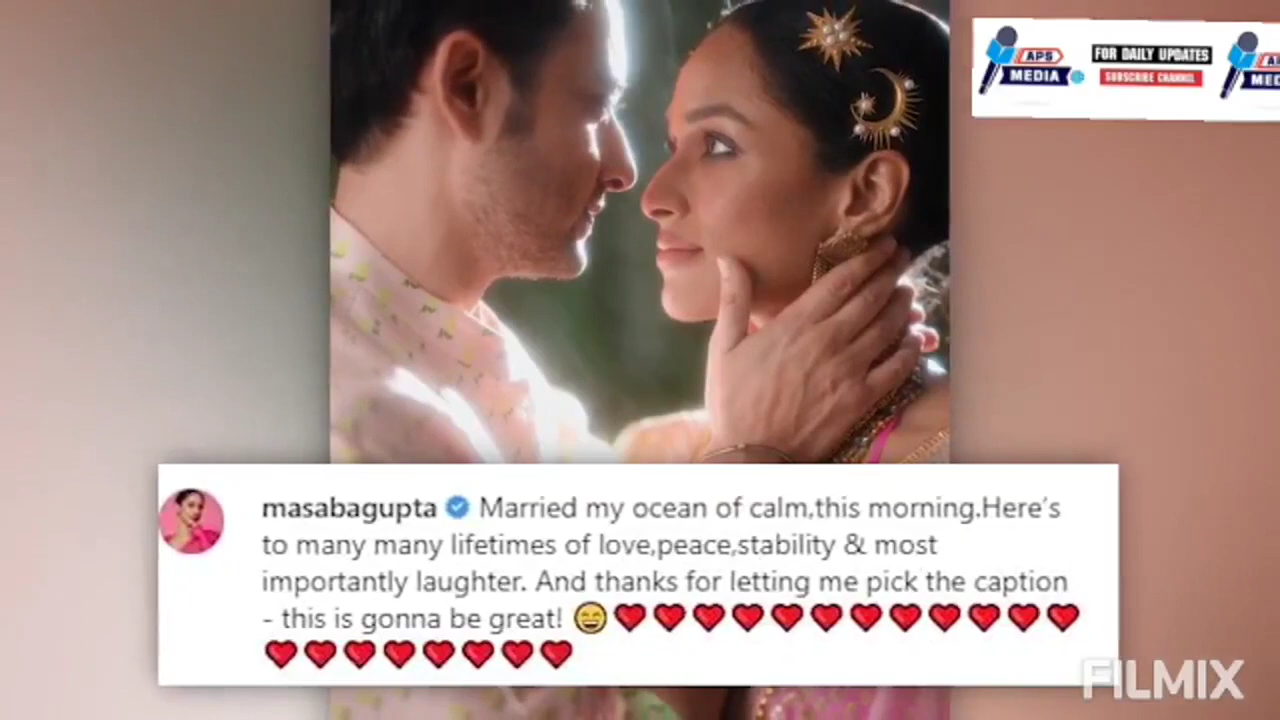 APS
MEDIA
FOR DAILY UPDATES
SUBSCRIBE CHANNEL
masabagupta Married my ocean of calm,this morning.Here's
to many many lifetimes of love,peace,stability & most
importantly laughter. And thanks for letting me pick the caption
- this is gonna be great! 😄❤❤❤❤❤❤❤❤❤❤❤❤
❤❤❤❤❤❤❤❤
FILMIX